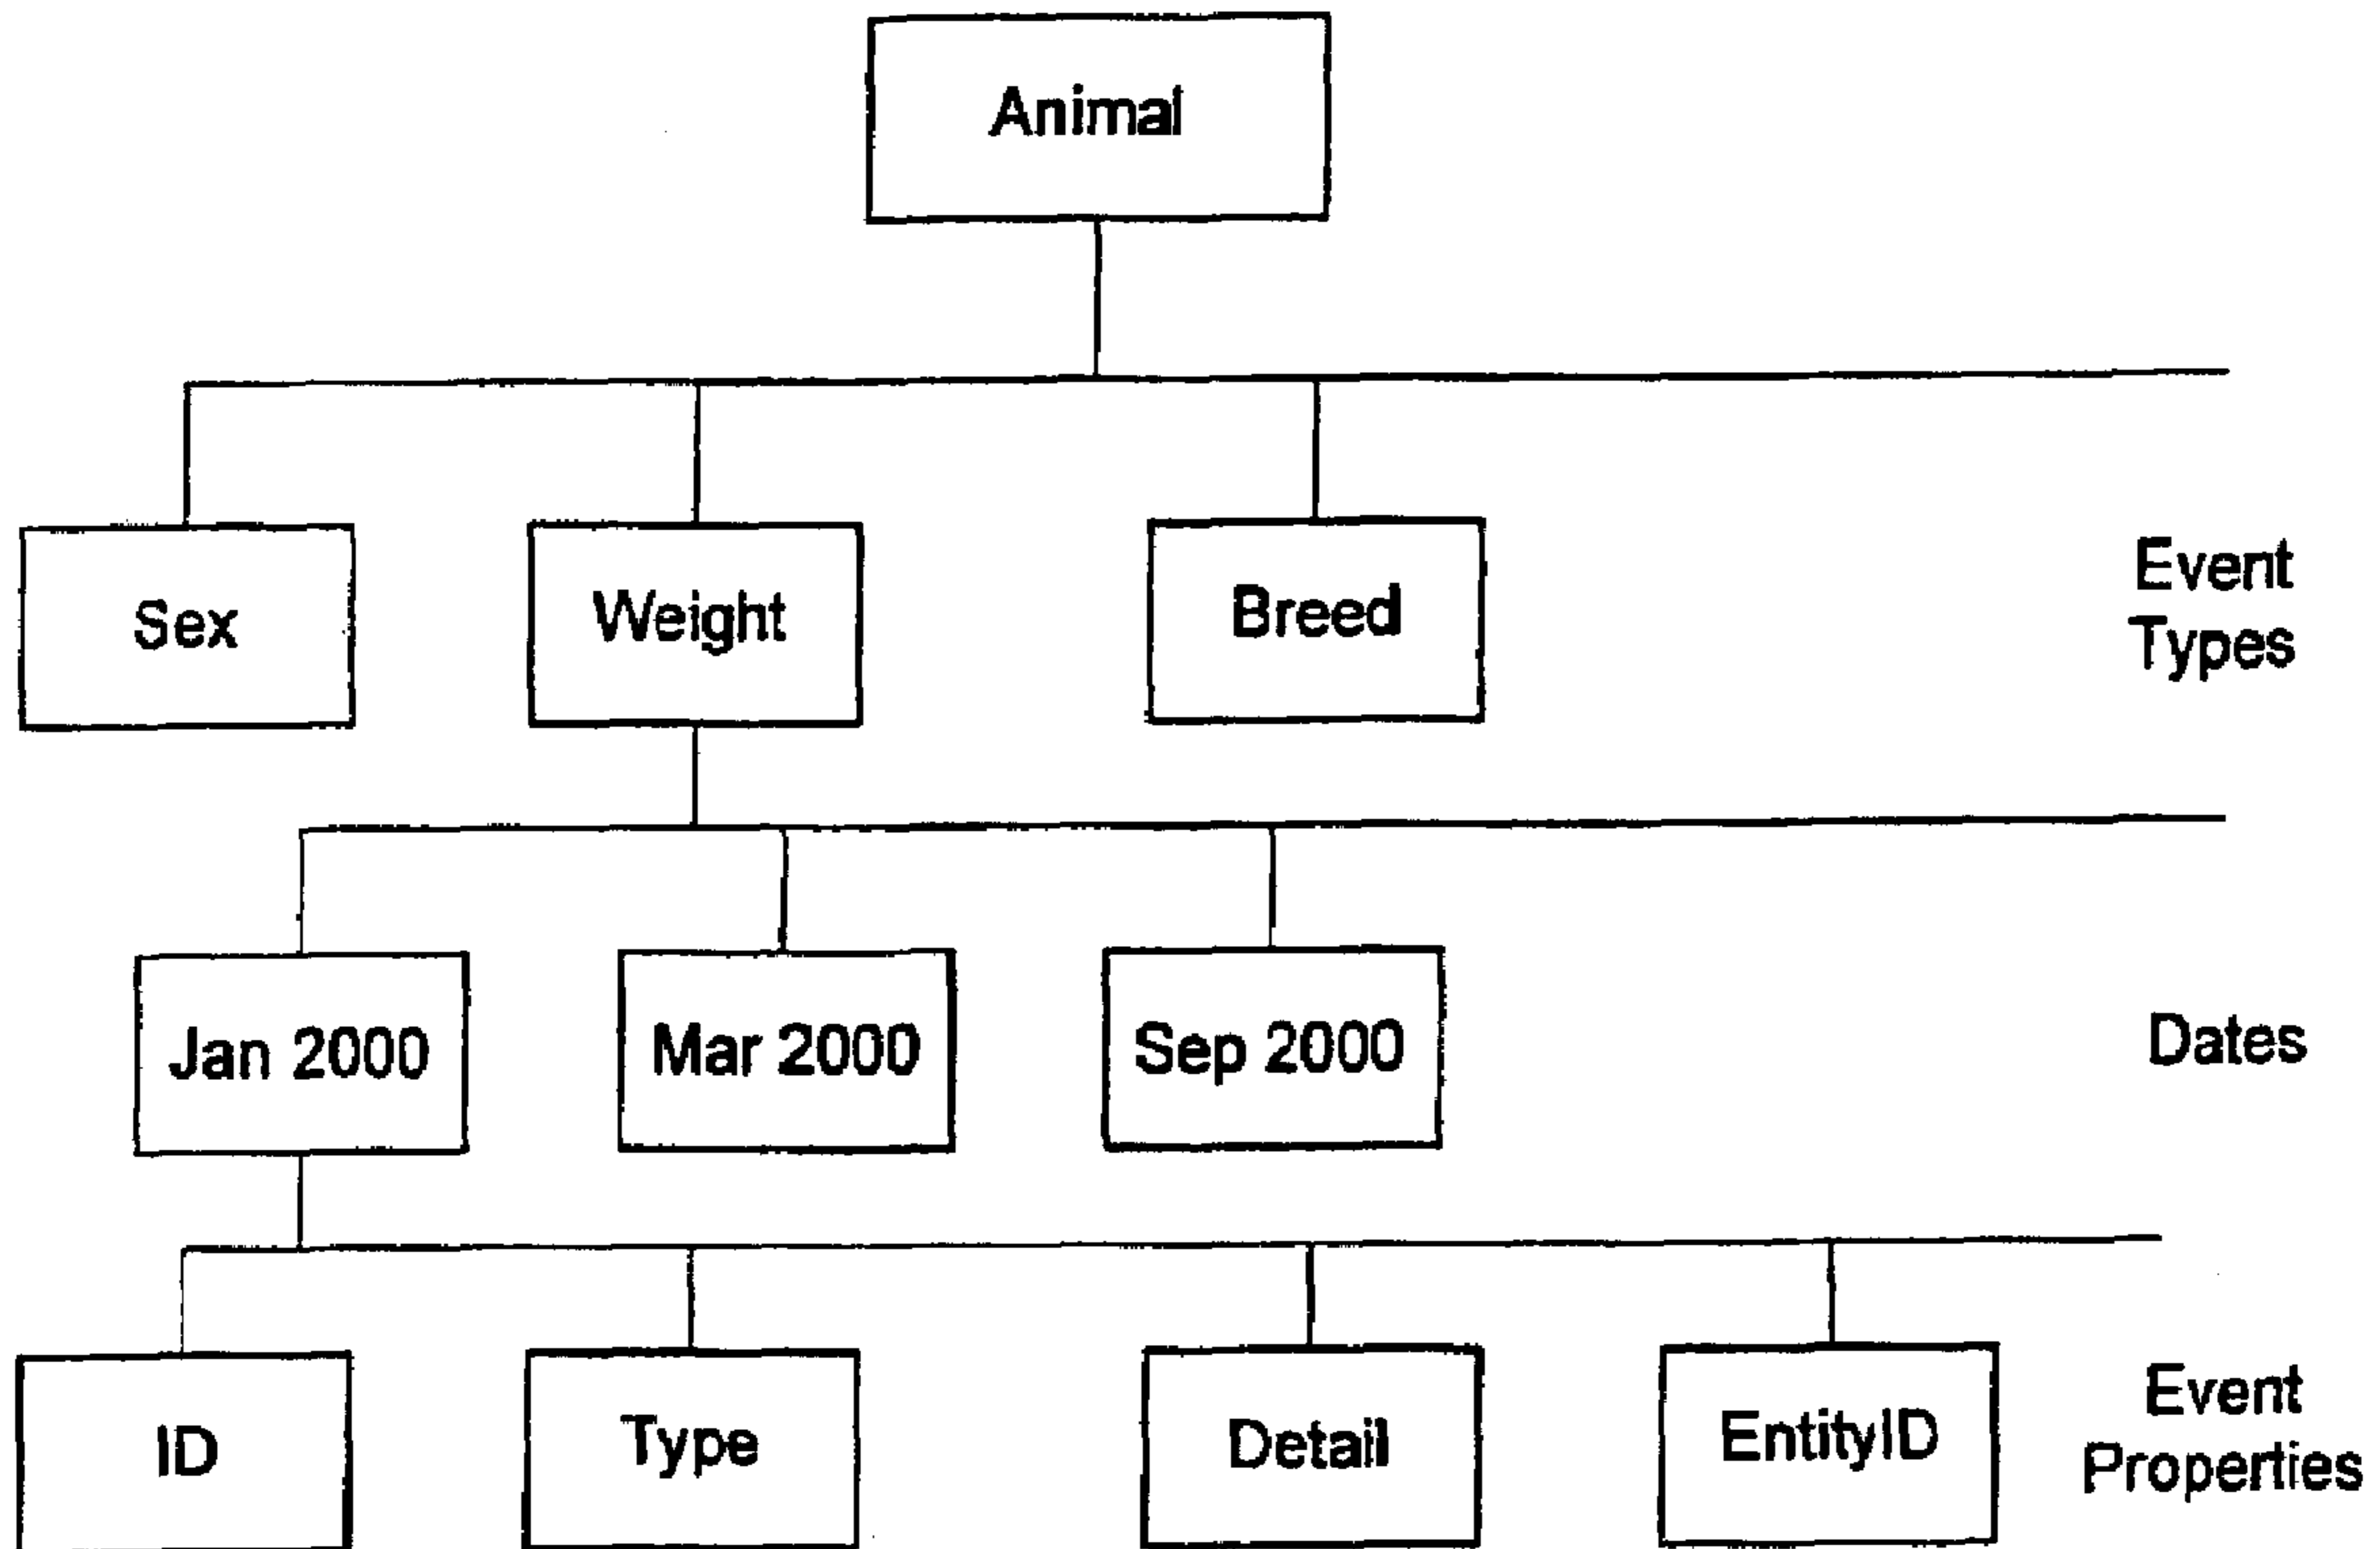 Animal
Sex
Weight
Breed
Event
Types
Jan 2000
Mar 2000
Sep 2000
Dates
ID
Type
Detail
EntityID
Event
Properties